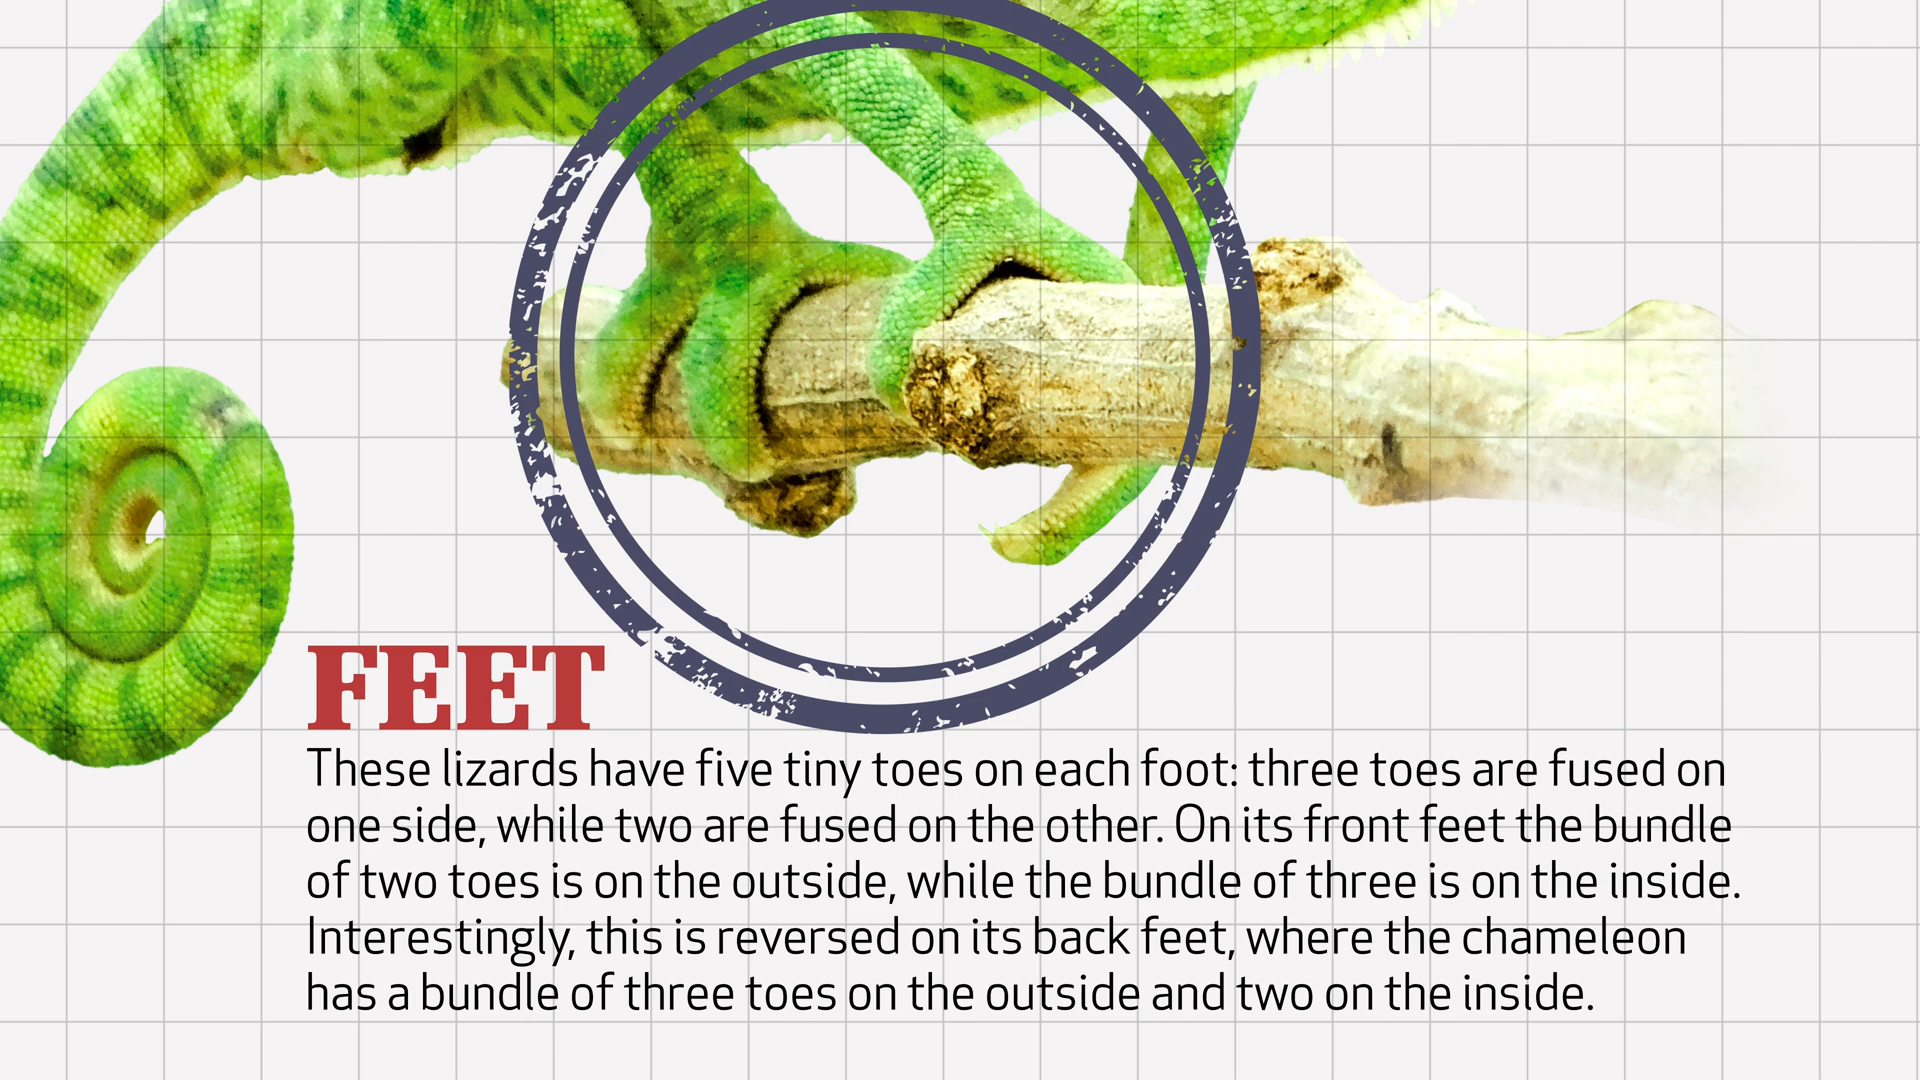 FEET
These lizards have five tiny toes on each foot: three toes are fused on
one side, while two are fused on the other. On its front feet the bundle
of two toes is on the outside, while the bundle of three is on the inside.
Interestingly, this is reversed on its back feet, where the chameleon
has a bundle of three toes on the outside and two on the inside.